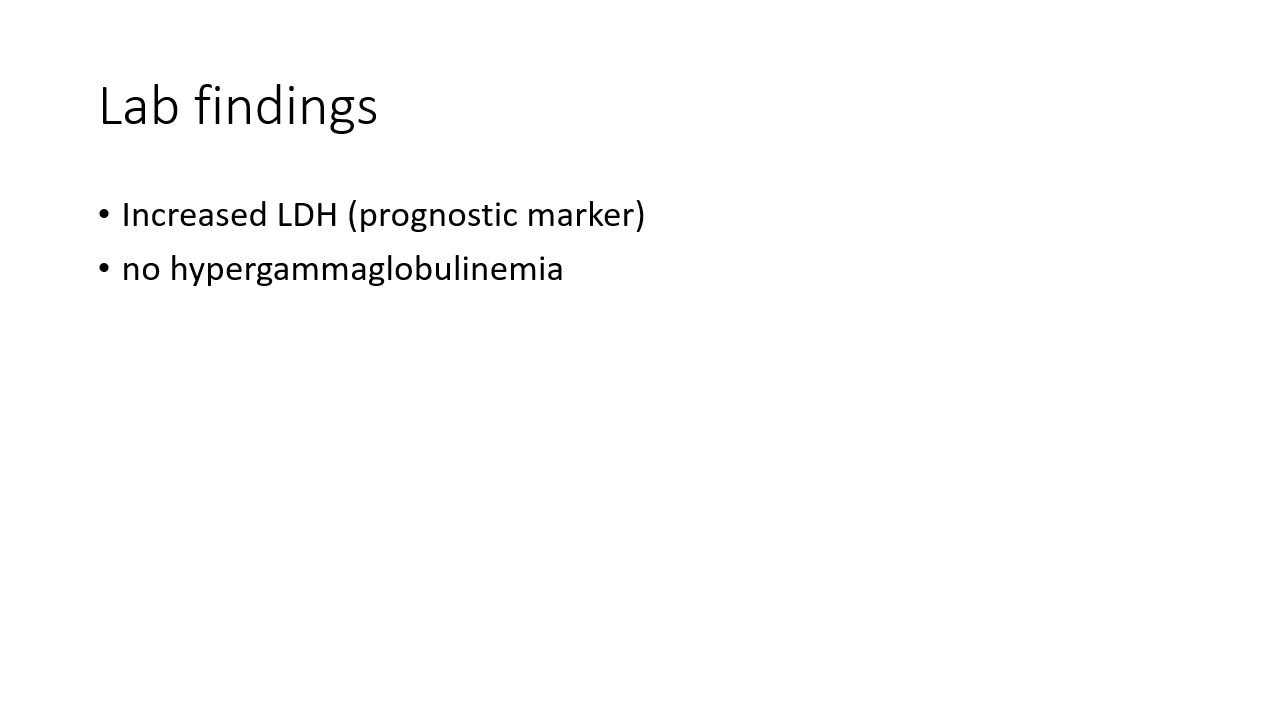 Lab findings
• Increased LDH (prognostic marker)
• no hypergammaglobulinemia